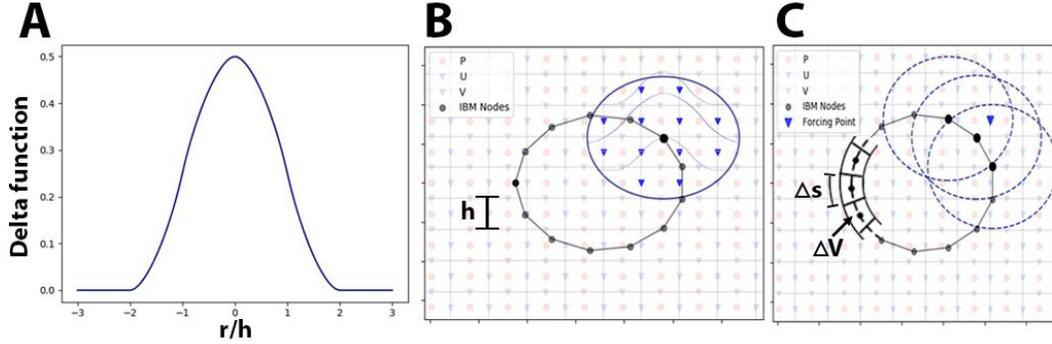 A
Delta function
0.5
0.4
0.3
0.2
0.1
0.0
−3
−2
−1
0
1
2
3
r/h
B
P
U
V
IBM Nodes
h
C
P
U
V
IBM Nodes
Forcing Point
Δs
ΔV